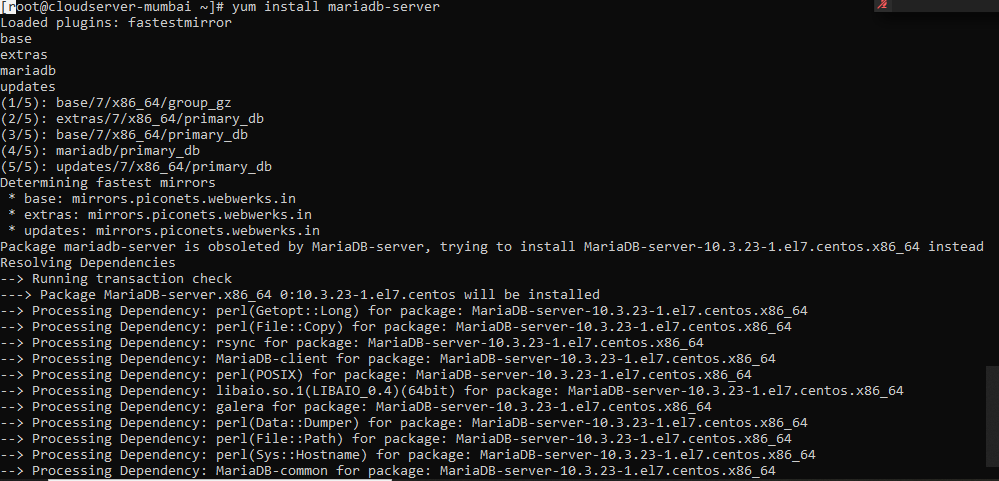 [root@cloudserver-mumbai ~]# yum install mariadb-server
Loaded plugins: fastestmirror
base
extras
mariadb
updates
(1/5): base/7/x86_64/group_gz
(2/5): extras/7/x86_64/primary_db
(3/5): base/7/x86_64/primary_db
(4/5): mariadb/primary_db
(5/5): updates/7/x86_64/primary_db
Determining fastest mirrors
 * base: mirrors.piconets.webwerks.in
 * extras: mirrors.piconets.webwerks.in
 * updates: mirrors.piconets.webwerks.in
Package mariadb-server is obsoleted by MariaDB-server, trying to install MariaDB-server-10.3.23-1.el7.centos.x86_64 instead
Resolving Dependencies
--> Running transaction check
---> Package MariaDB-server.x86_64 0:10.3.23-1.el7.centos will be installed
--> Processing Dependency: perl(Getopt::Long) for package: MariaDB-server-10.3.23-1.el7.centos.x86_64
--> Processing Dependency: perl(File::Copy) for package: MariaDB-server-10.3.23-1.el7.centos.x86_64
--> Processing Dependency: rsync for package: MariaDB-server-10.3.23-1.el7.centos.x86_64
--> Processing Dependency: MariaDB-client for package: MariaDB-server-10.3.23-1.el7.centos.x86_64
--> Processing Dependency: perl(POSIX) for package: MariaDB-server-10.3.23-1.el7.centos.x86_64
--> Processing Dependency: libaio.so.1(LIBAIO_0.4)(64bit) for package: MariaDB-server-10.3.23-1.el7.centos.x86_64
--> Processing Dependency: galera for package: MariaDB-server-10.3.23-1.el7.centos.x86_64
--> Processing Dependency: perl(Data::Dumper) for package: MariaDB-server-10.3.23-1.el7.centos.x86_64
--> Processing Dependency: perl(File::Path) for package: MariaDB-server-10.3.23-1.el7.centos.x86_64
--> Processing Dependency: perl(Sys::Hostname) for package: MariaDB-server-10.3.23-1.el7.centos.x86_64
--> Processing Dependency: MariaDB-common for package: MariaDB-server-10.3.23-1.el7.centos.x86_64